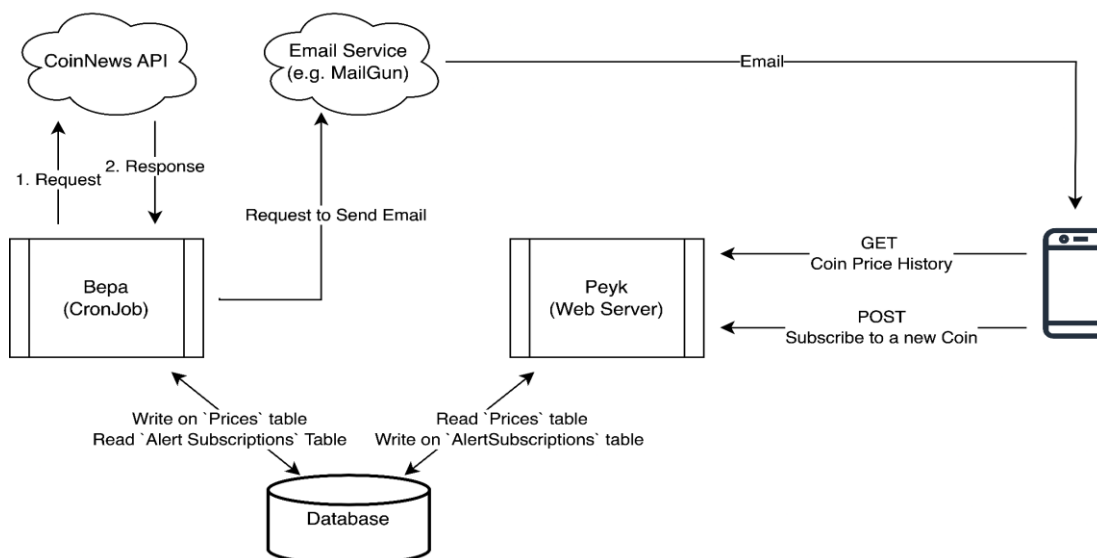 CoinNews API
Email Service
(e.g. MailGun)
Email
1. Request
2. Response
Request to Send Email
Bepa
(CronJob)
Peyk
(Web Server)
GET
Coin Price History
POST
Subscribe to a new Coin
Write on `Prices` table
Read `Alert Subscriptions` Table
Read `Prices` table
Write on `AlertSubscriptions` table
Database